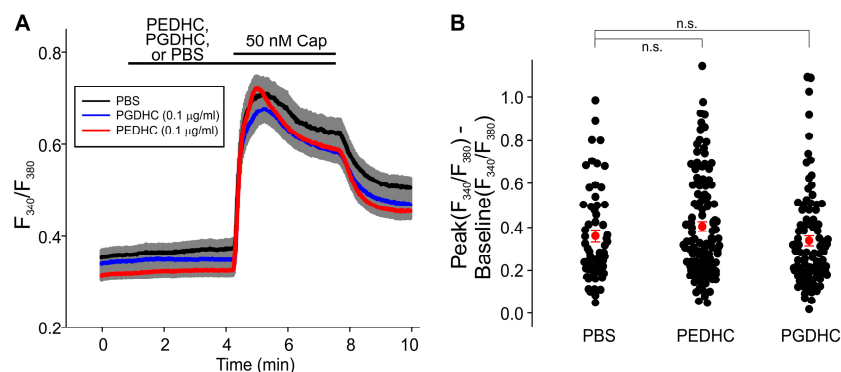 A
PEDHC,
PGDHC,
or PBS
50 nM Cap
0.8
0.6
0.4
0.2
F340/F380
PBS
PGDHC (0.1 μg/ml)
PEDHC (0.1 μg/ml)
0
2
4
6
8
10
Time (min)
B
n.s.
n.s.
1.0
0.8
0.6
0.4
0.2
0.0
Peak(F340/F380) -
Baseline(F340/F380)
PBS
PEDHC
PGDHC